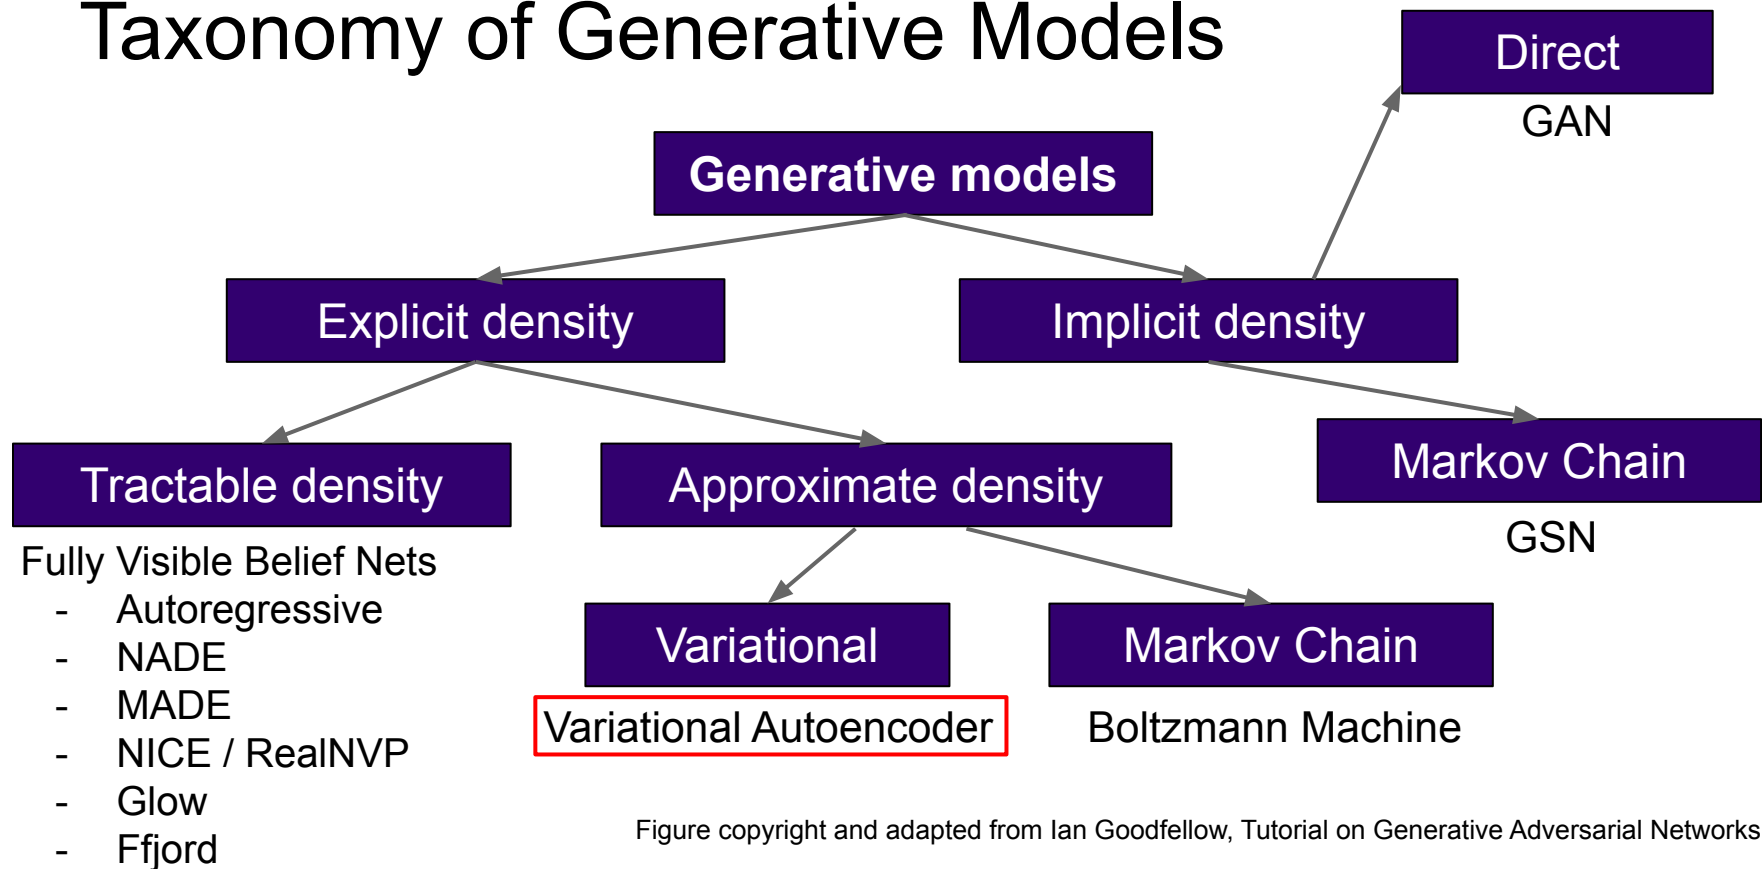 Taxonomy of Generative Models
Direct
GAN
Generative models
Explicit density
Implicit density
Tractable density
Approximate density
Markov Chain
GSN
Fully Visible Belief Nets
- Autoregressive
- NADE
- MADE
- NICE / RealNVP
- Glow
- Ffjord
Variational
Markov Chain
Variational Autoencoder
Boltzmann Machine
Figure copyright and adapted from Ian Goodfellow, Tutorial on Generative Adversarial Networks